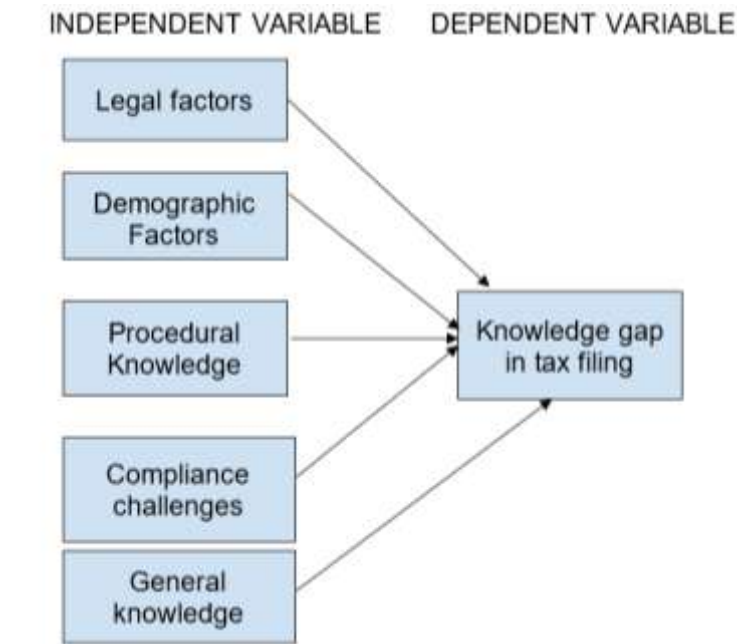 INDEPENDENT VARIABLE
DEPENDENT VARIABLE
Legal factors
Demographic
Factors
Procedural
Knowledge
Knowledge gap
in tax filing
Compliance
challenges
General
knowledge